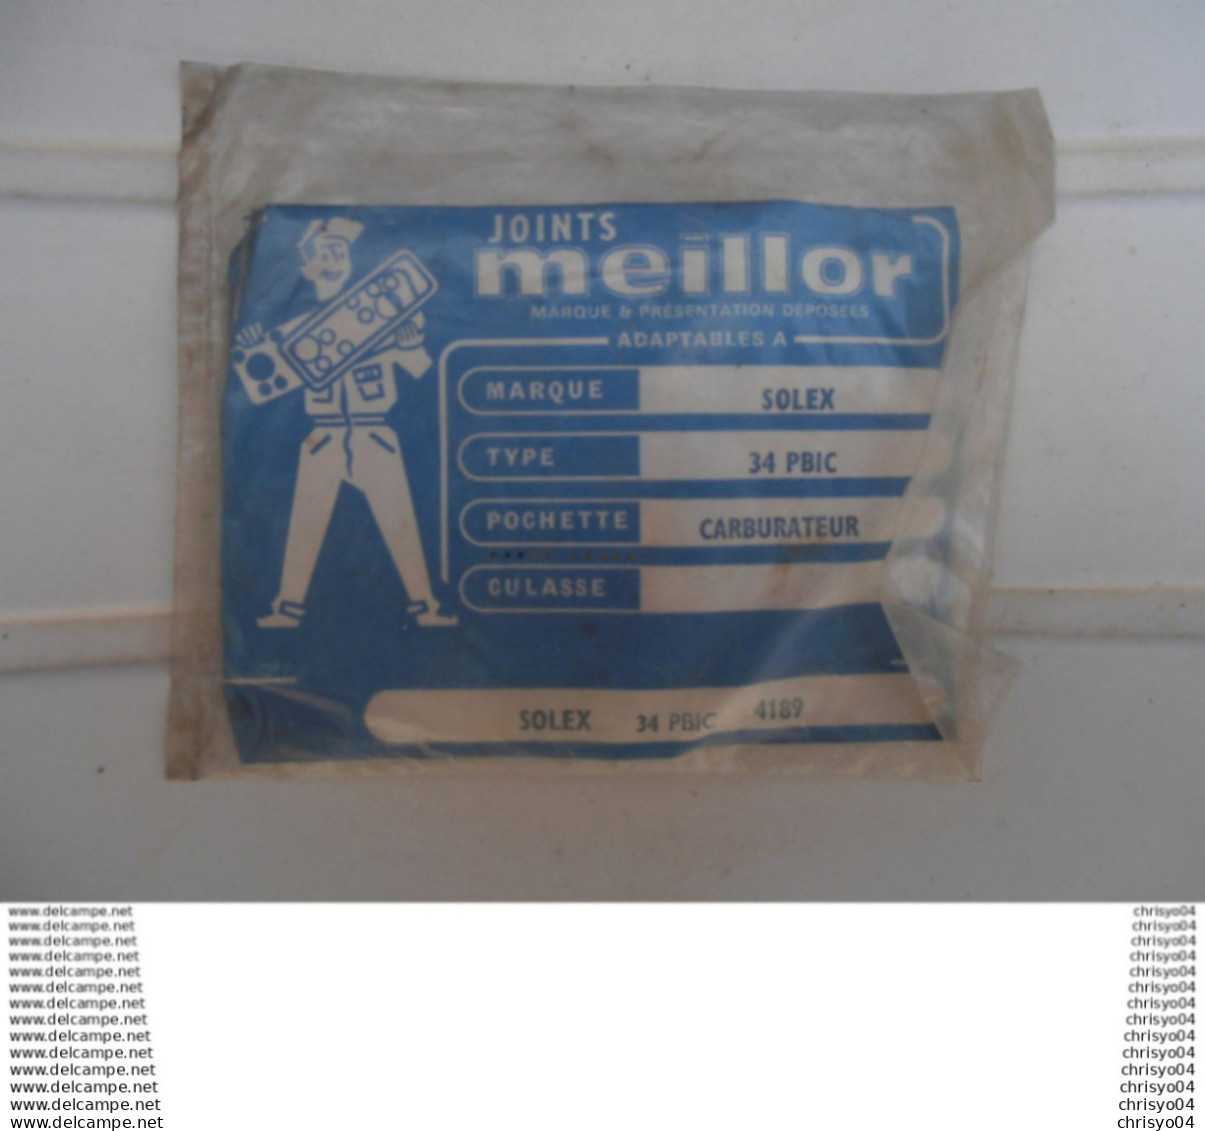 JOINTS
meillor
MARQUE & PRÉSENTATION DÉPOSÉES
ADAPTABLES A
MARQUE SOLEX
TYPE 34 PBIC
POCHETTE CARBURATEUR
CULASSE
SOLEX 34 PBIC 4189
www.delcampe.net chrisyo04
www.delcampe.net chrisyo04
www.delcampe.net chrisyo04
www.delcampe.net chrisyo04
www.delcampe.net chrisyo04
www.delcampe.net chrisyo04
www.delcampe.net chrisyo04
www.delcampe.net chrisyo04
www.delcampe.net chrisyo04
www.delcampe.net chrisyo04
www.delcampe.net chrisyo04
www.delcampe.net chrisyo04
www.delcampe.net chrisyo04
www.delcampe.net chrisyo04